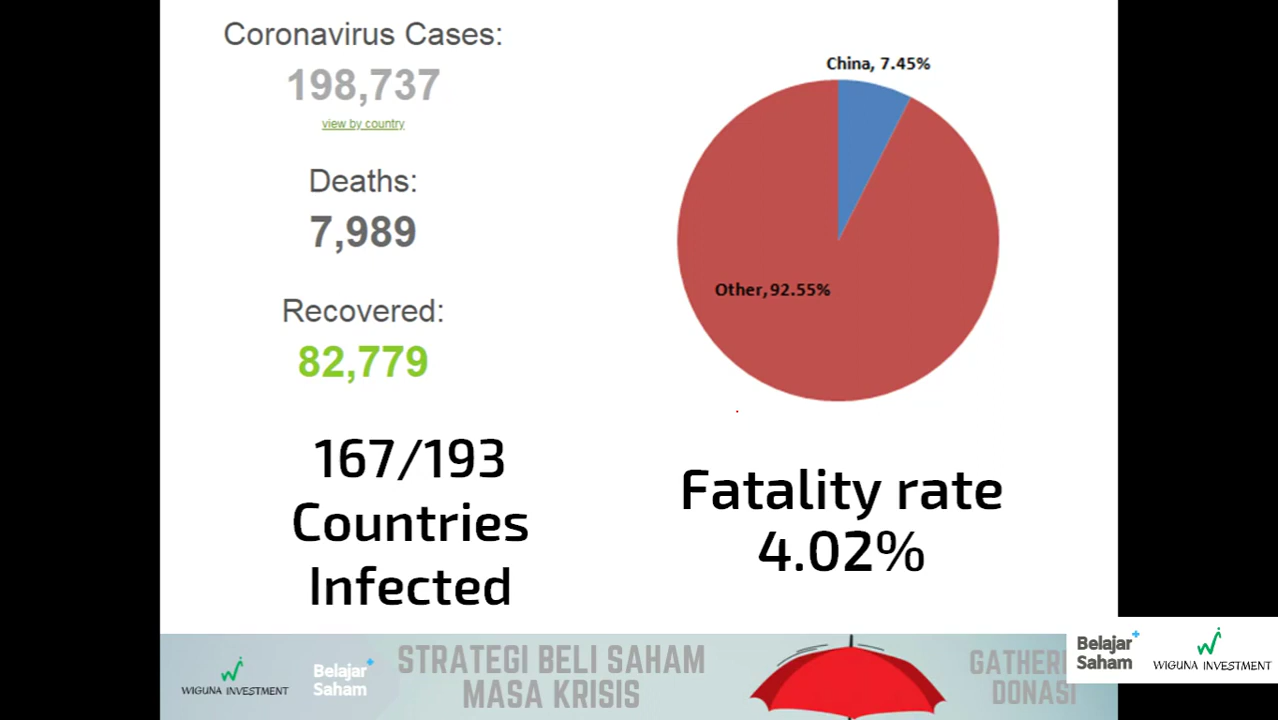 Coronavirus Cases:
198,737
view by country
Deaths:
7,989
Recovered:
82,779
167/193
Countries
Infected
China, 7.45%
Other, 92.55%
Fatality rate
4.02%
WIGUNA INVESTMENT
Belajar+
Saham
STRATEGI BELI SAHAM
MASA KRISIS
GATHERI
DONASI
Belajar+
Saham
WIGUNA INVESTMENT